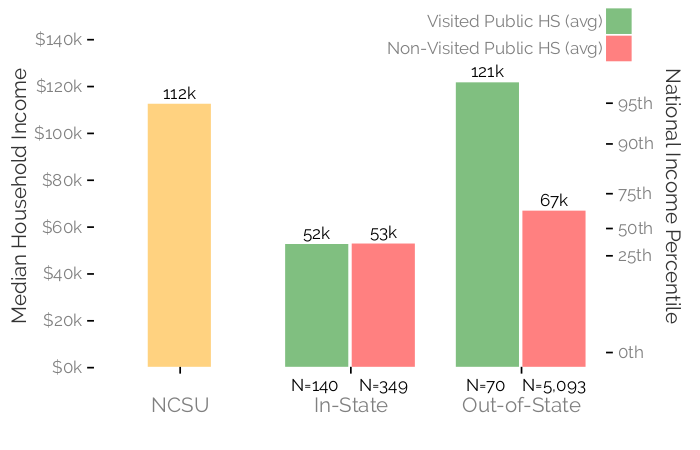 Visited Public HS (avg)
Non-Visited Public HS (avg)
Median Household Income
$140k
$120k
$100k
$80k
$60k
$40k
$20k
$0k
112k
52k
53k
121k
67k
95th
90th
75th
50th
25th
0th
National Income Percentile
N=140
N=349
N=70
N=5,093
NCSU
In-State
Out-of-State